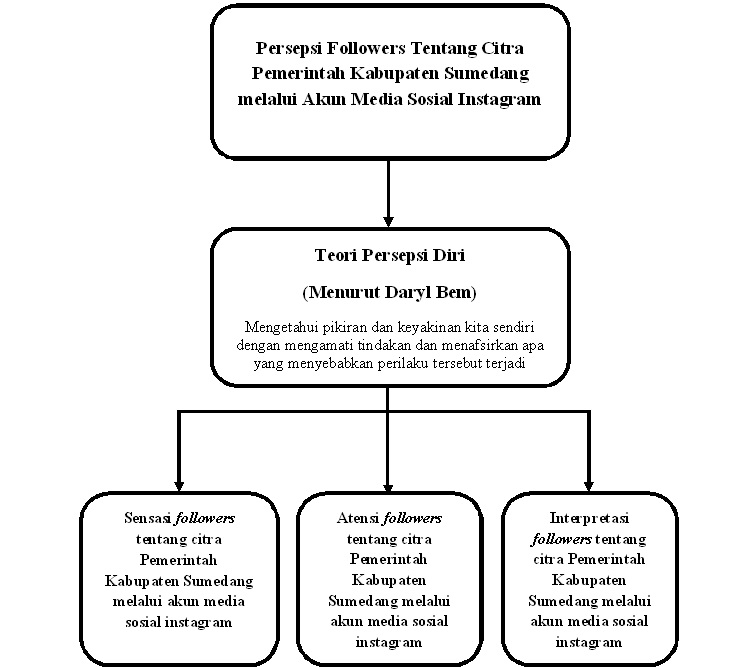 Persepsi Followers Tentang Citra
Pemerintah Kabupaten Sumedang
melalui Akun Media Sosial Instagram
Teori Persepsi Diri
(Menurut Daryl Bem)
Mengetahui pikiran dan keyakinan kita sendiri
dengan mengamati tindakan dan menafsirkan apa
yang menyebabkan perilaku tersebut terjadi
Sensasi followers
tentang citra
Pemerintah
Kabupaten Sumedang
melalui akun media
sosial instagram
Atensi followers
tentang citra
Pemerintah
Kabupaten
Sumedang melalui
akun media sosial
instagram
Interpretasi
followers tentang
citra Pemerintah
Kabupaten
Sumedang melalui
akun media sosial
instagram